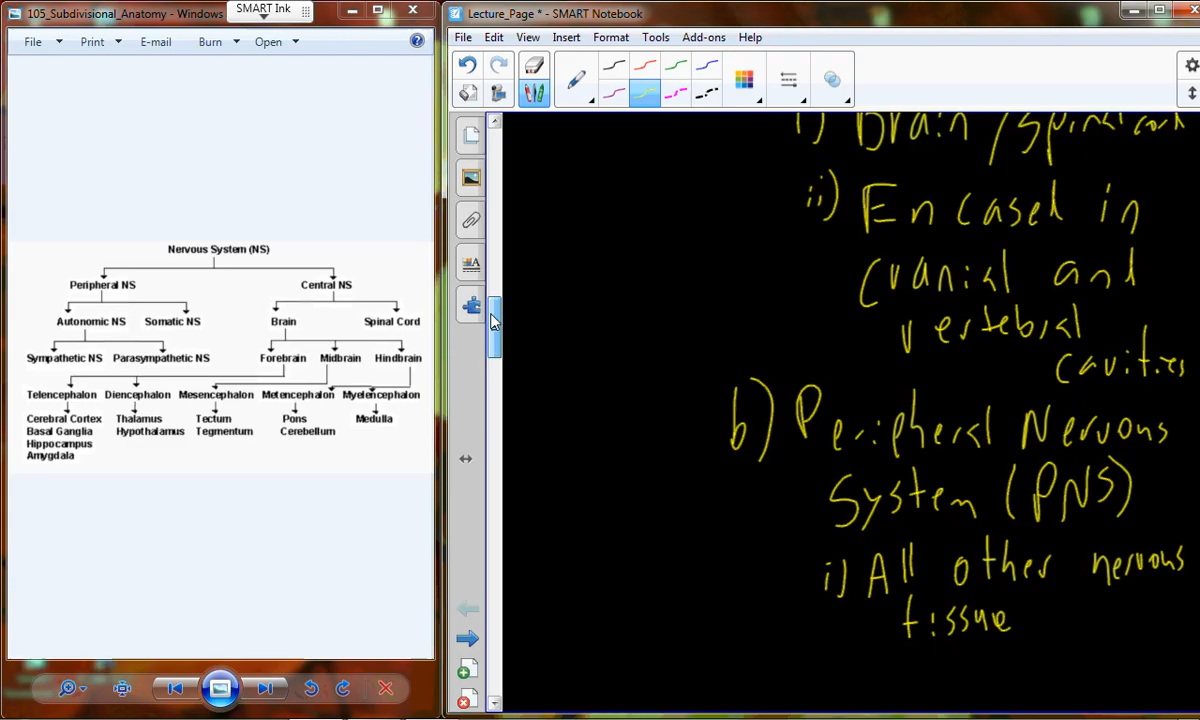 105_Subdivisional_Anatomy - Windows
SMART Ink
File Print E-mail Burn Open
Nervous System (NS)
Peripheral NS Central NS
Autonomic NS Somatic NS Brain Spinal Cord
Sympathetic NS Parasympathetic NS Forebrain Midbrain Hindbrain
Telencephalon Diencephalon Mesencephalon Metencephalon Myelencephalon
Cerebral Cortex Thalamus Tectum Pons Medulla
Basal Ganglia Hypothalamus Tegmentum Cerebellum
Hippocampus
Amygdala
Lecture_Page * - SMART Notebook
File Edit View Insert Format Tools Add-ons Help
i) Brain / Spinal cord
ii) Encased in
cranial and
vertebral
cavities
b) Peripheral Nervous
System (PNS)
i) All other nervous
tissue